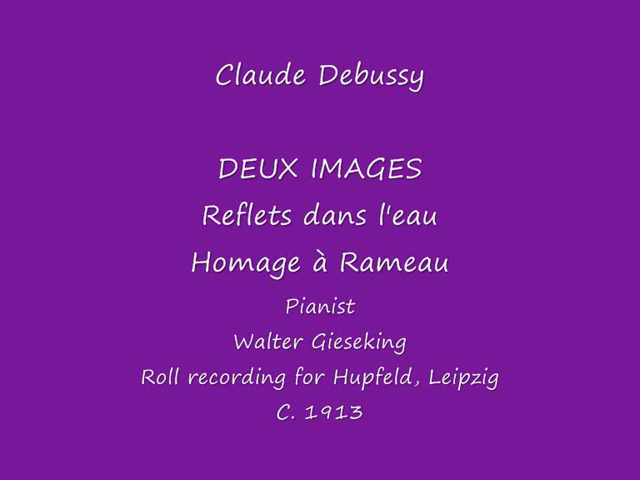 Claude Debussy
DEUX IMAGES
Reflets dans l'eau
Homage à Rameau
Pianist
Walter Gieseking
Roll recording for Hupfeld, Leipzig
C. 1913